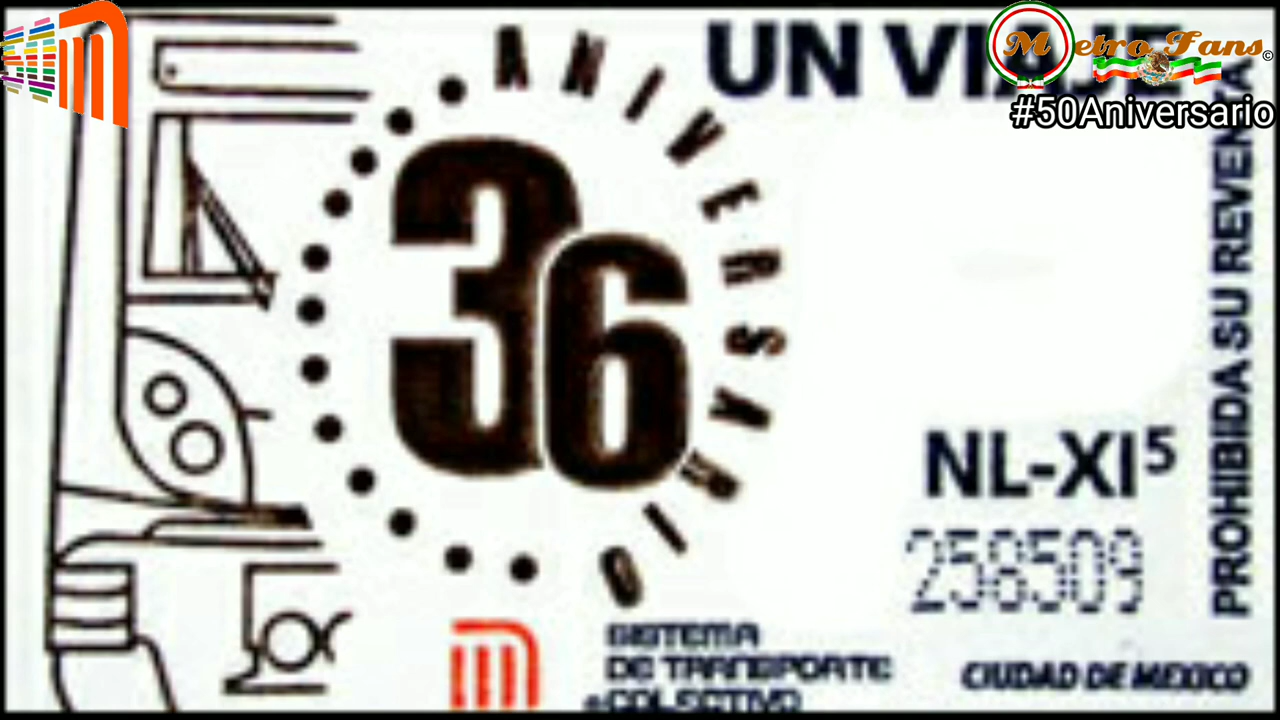 UN VIAJE
Metro Fans©
#50Aniversario
ANIVERSARIO
36
PROHIBIDA SU REVENTA
NL-XI⁵
258509
SISTEMA
DE TRANSPORTE
COLECTIVO
CIUDAD DE MEXICO